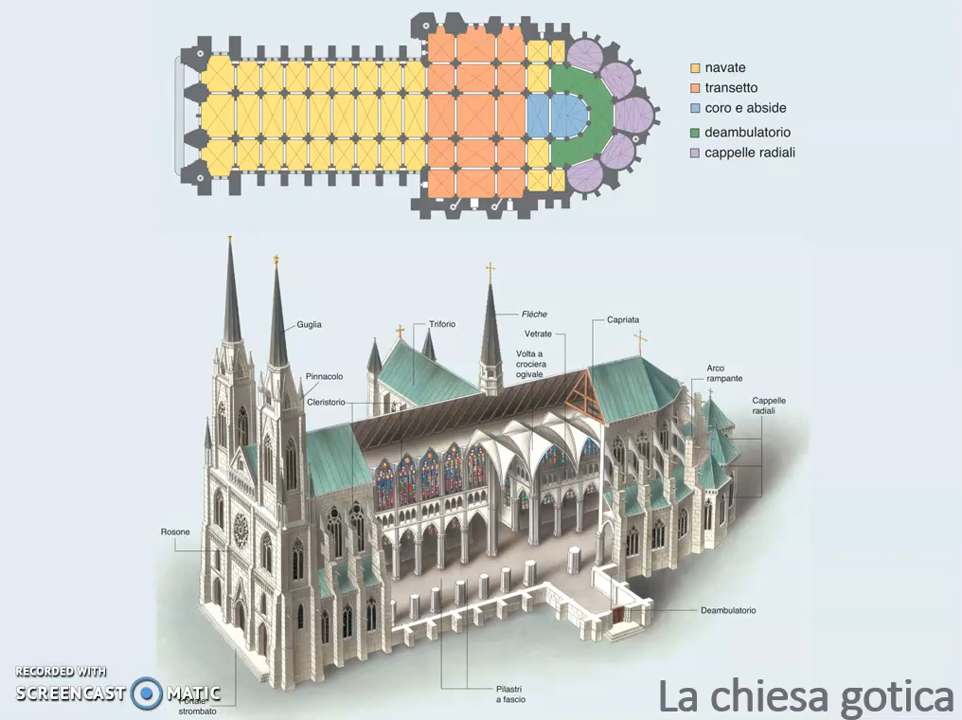 navate
transetto
coro e abside
deambulatorio
cappelle radiali
Guglia
Triforio
Flèche
Vetrate
Capriata
Volta a
crociera
ogivale
Pinnacolo
Cleristorio
Arco
rampante
Cappelle
radiali
Rosone
Deambulatorio
Pilastri
a fascio
Portale
strombato
RECORDED WITH
SCREENCAST MATIC
La chiesa gotica